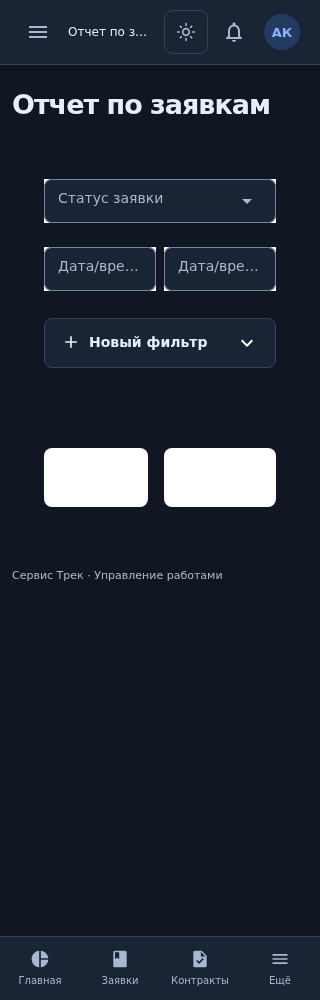 Отчет по з...
АК
Отчет по заявкам
Статус заявки
Дата/вре... Дата/вре...
Новый фильтр
Сервис Трек · Управление работами
Главная Заявки Контракты Ещё